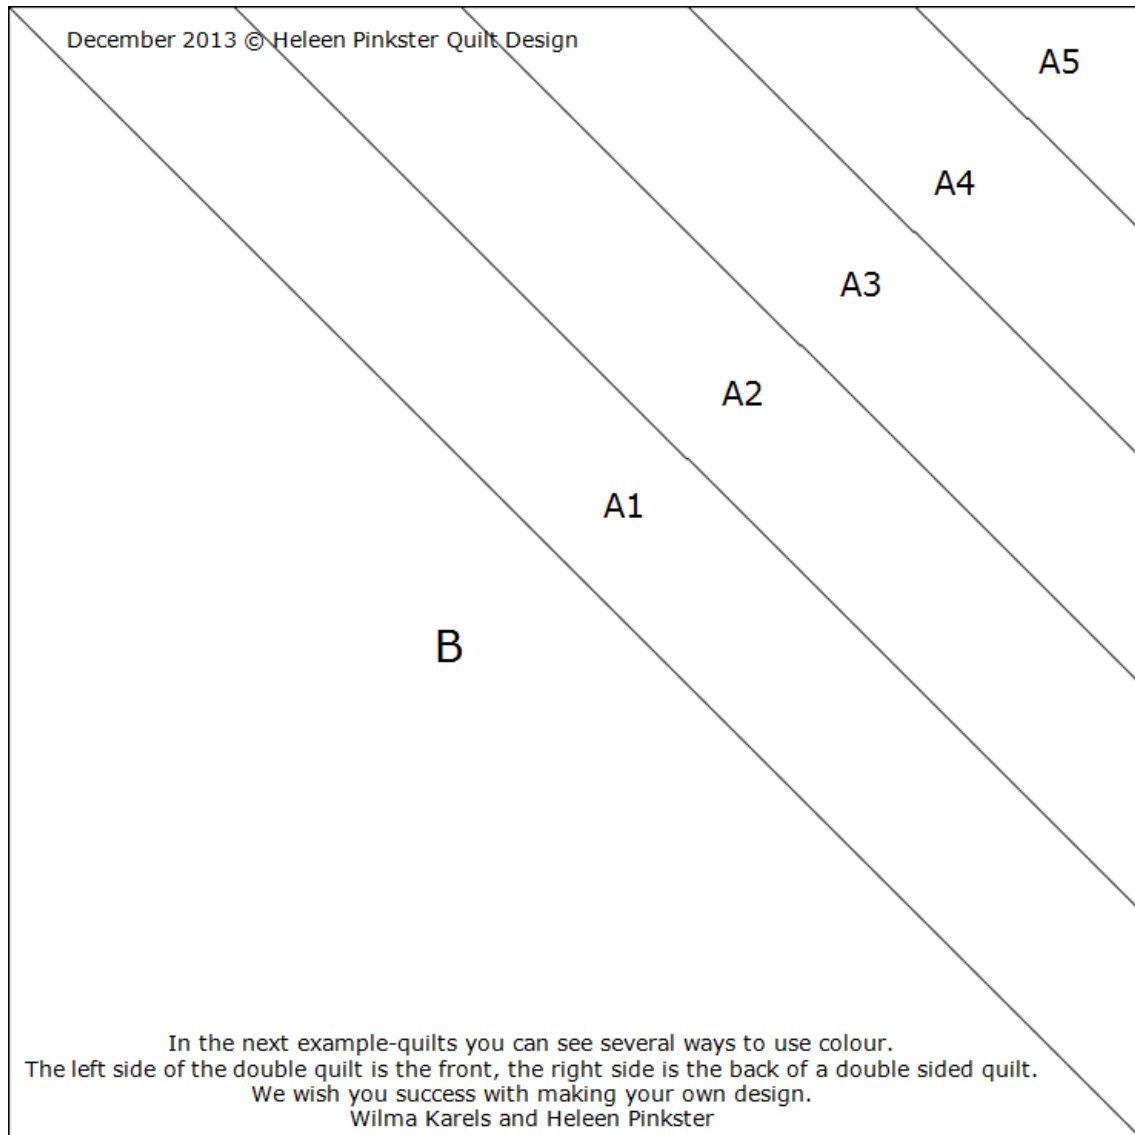 December 2013 © Heleen Pinkster Quilt Design
A5
A4
A3
A2
A1
B
In the next example-quilts you can see several ways to use colour.
The left side of the double quilt is the front, the right side is the back of a double sided quilt.
We wish you success with making your own design.
Wilma Karels and Heleen Pinkster